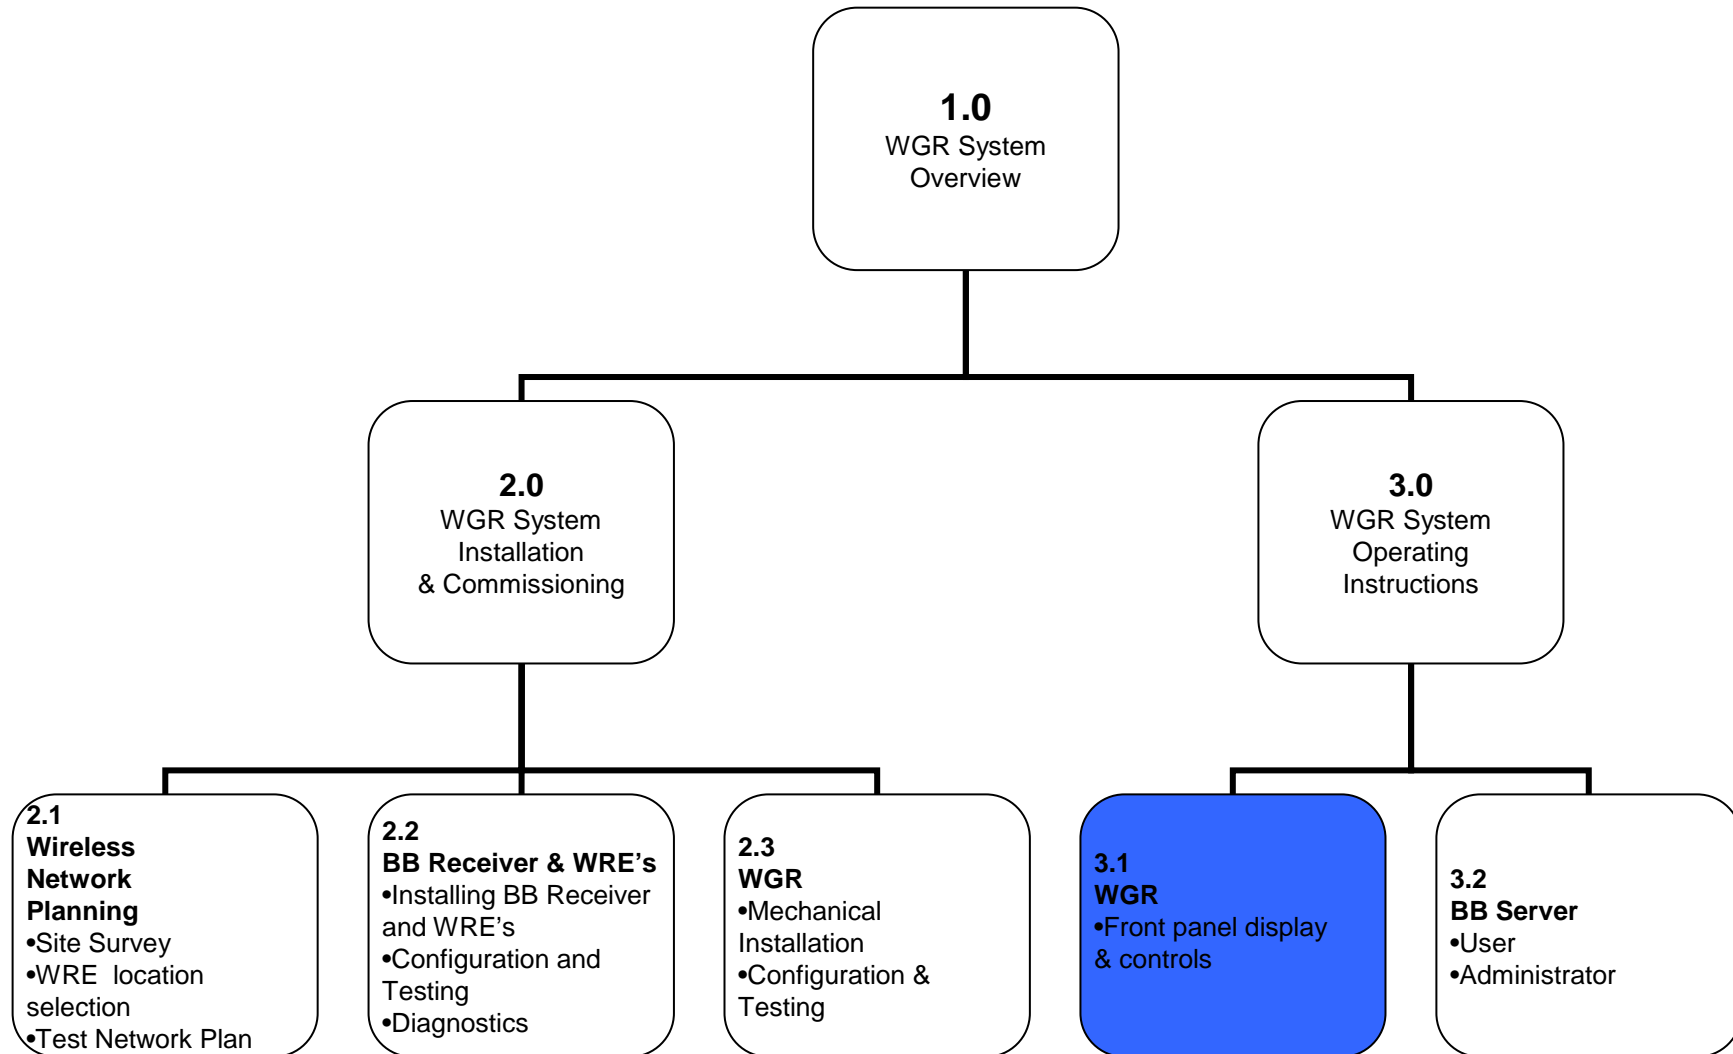 1.0
WGR System
Overview
2.0
WGR System
Installation
& Commissioning
3.0
WGR System
Operating
Instructions
2.1
Wireless
Network
Planning
•Site Survey
•WRE location
selection
•Test Network Plan
2.2
BB Receiver & WRE’s
•Installing BB Receiver
and WRE’s
•Configuration and
Testing
•Diagnostics
2.3
WGR
•Mechanical
Installation
•Configuration &
Testing
3.1
WGR
•Front panel display
& controls
3.2
BB Server
•User
•Administrator